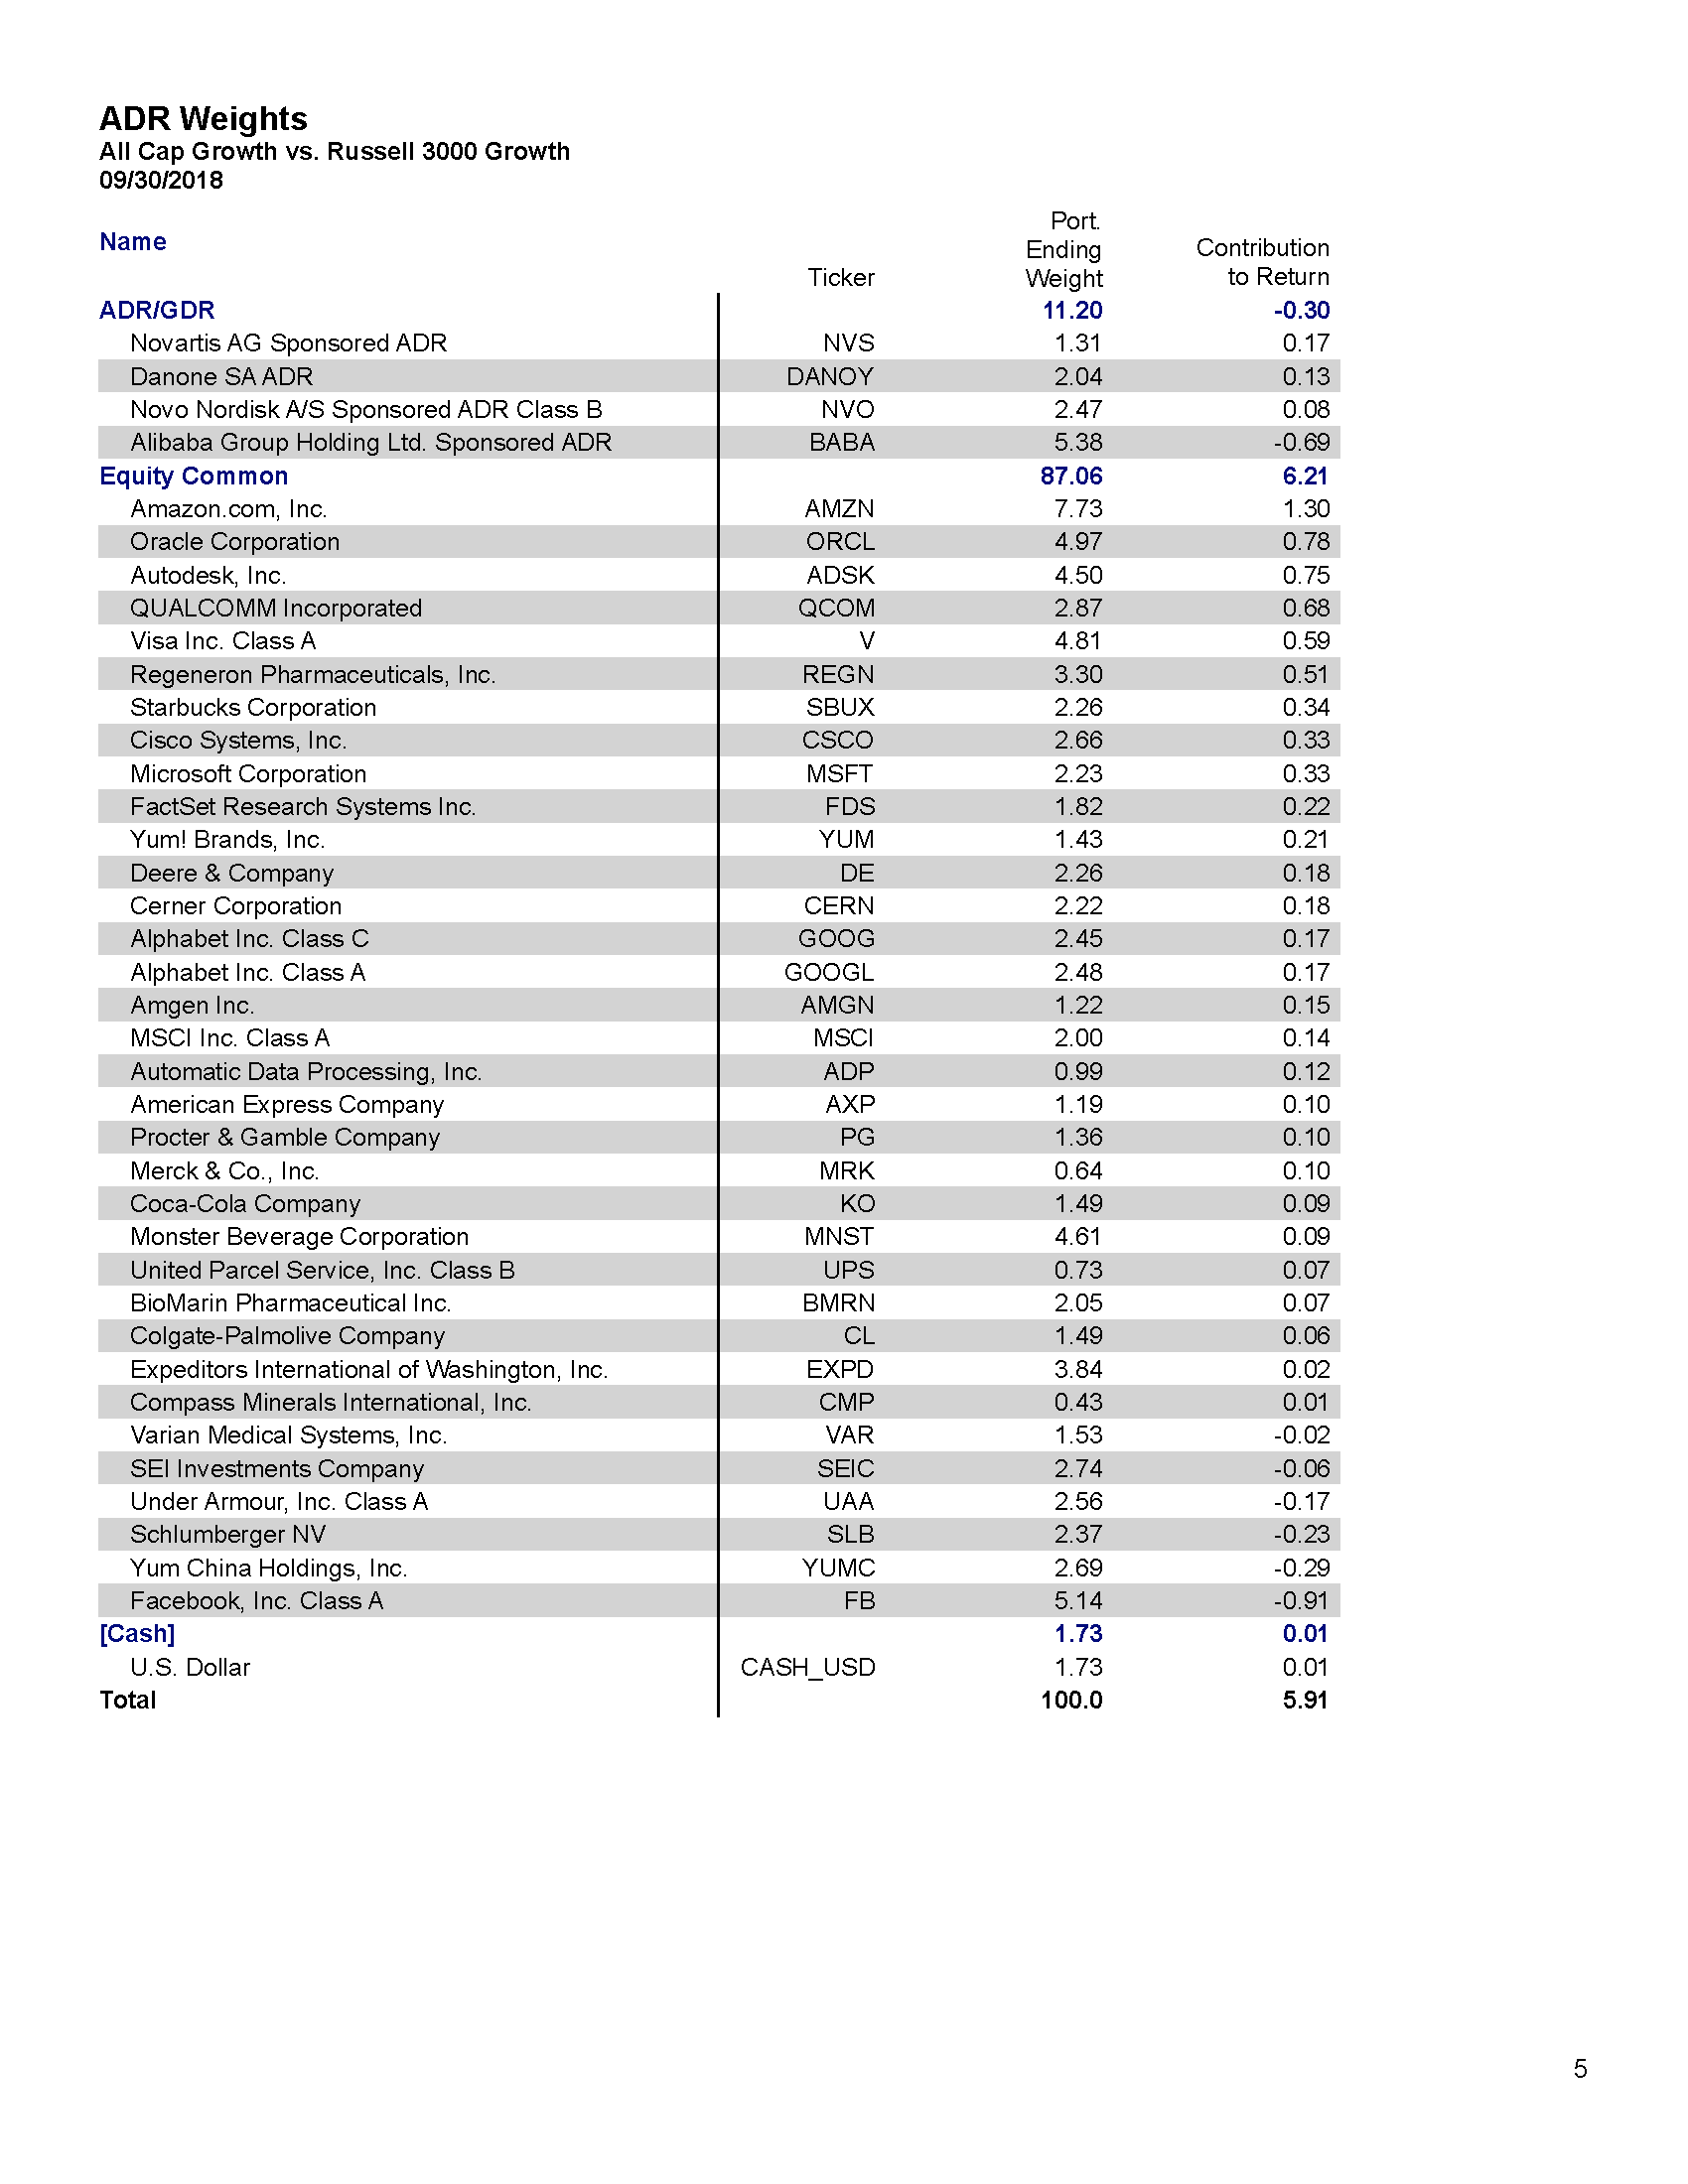 ADR Weights
All Cap Growth vs. Russell 3000 Growth
09/30/2018
Name Ticker Port. Ending Weight Contribution to Return
ADR/GDR 11.20 -0.30
Novartis AG Sponsored ADR NVS 1.31 0.17
Danone SA ADR DANOY 2.04 0.13
Novo Nordisk A/S Sponsored ADR Class B NVO 2.47 0.08
Alibaba Group Holding Ltd. Sponsored ADR BABA 5.38 -0.69
Equity Common 87.06 6.21
Amazon.com, Inc. AMZN 7.73 1.30
Oracle Corporation ORCL 4.97 0.78
Autodesk, Inc. ADSK 4.50 0.75
QUALCOMM Incorporated QCOM 2.87 0.68
Visa Inc. Class A V 4.81 0.59
Regeneron Pharmaceuticals, Inc. REGN 3.30 0.51
Starbucks Corporation SBUX 2.26 0.34
Cisco Systems, Inc. CSCO 2.66 0.33
Microsoft Corporation MSFT 2.23 0.33
FactSet Research Systems Inc. FDS 1.82 0.22
Yum! Brands, Inc. YUM 1.43 0.21
Deere & Company DE 2.26 0.18
Cerner Corporation CERN 2.22 0.18
Alphabet Inc. Class C GOOG 2.45 0.17
Alphabet Inc. Class A GOOGL 2.48 0.17
Amgen Inc. AMGN 1.22 0.15
MSCI Inc. Class A MSCI 2.00 0.14
Automatic Data Processing, Inc. ADP 0.99 0.12
American Express Company AXP 1.19 0.10
Procter & Gamble Company PG 1.36 0.10
Merck & Co., Inc. MRK 0.64 0.10
Coca-Cola Company KO 1.49 0.09
Monster Beverage Corporation MNST 4.61 0.09
United Parcel Service, Inc. Class B UPS 0.73 0.07
BioMarin Pharmaceutical Inc. BMRN 2.05 0.07
Colgate-Palmolive Company CL 1.49 0.06
Expeditors International of Washington, Inc. EXPD 3.84 0.02
Compass Minerals International, Inc. CMP 0.43 0.01
Varian Medical Systems, Inc. VAR 1.53 -0.02
SEI Investments Company SEIC 2.74 -0.06
Under Armour, Inc. Class A UAA 2.56 -0.17
Schlumberger NV SLB 2.37 -0.23
Yum China Holdings, Inc. YUMC 2.69 -0.29
Facebook, Inc. Class A FB 5.14 -0.91
[Cash] 1.73 0.01
U.S. Dollar CASH_USD 1.73 0.01
Total 100.0 5.91
5